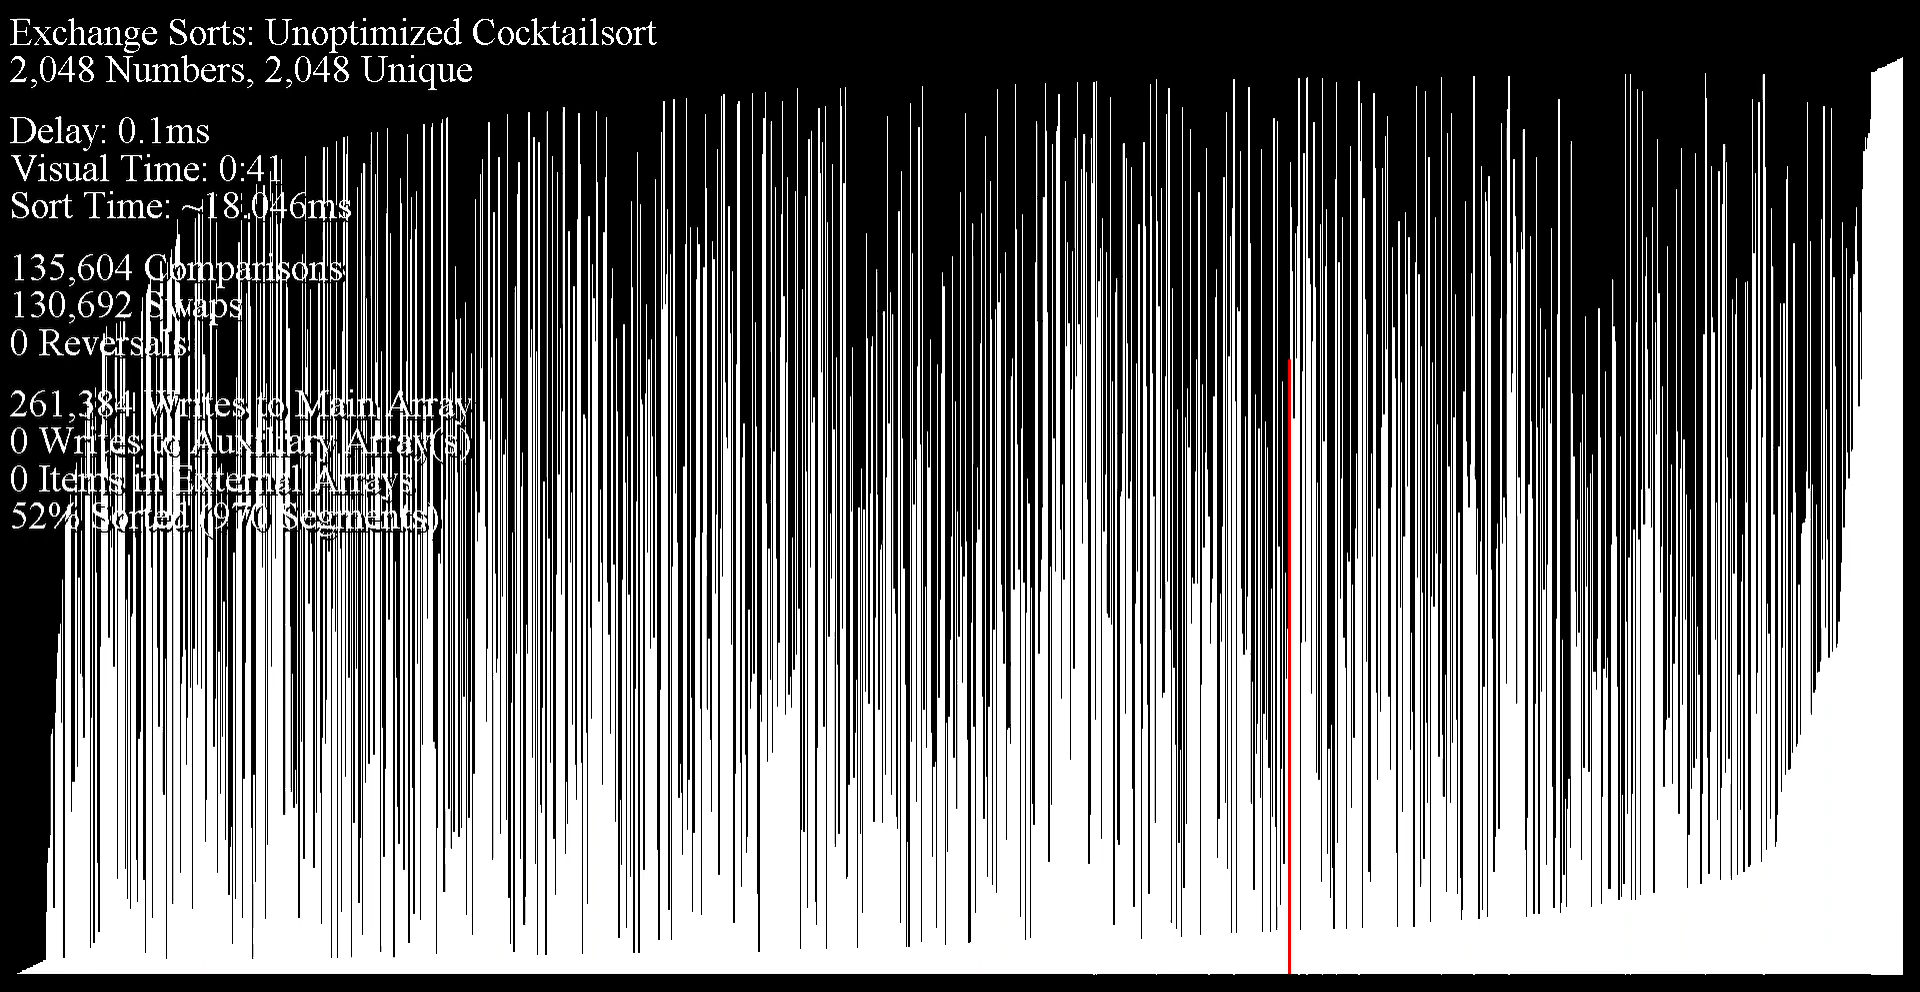 Exchange Sorts: Unoptimized Cocktailsort
2,048 Numbers, 2,048 Unique
Delay: 0.1ms
Visual Time: 0:41
Sort Time: ~18.046ms
135,604 Comparisons
130,692 Swaps
0 Reversals
261,384 Writes to Main Array
0 Writes to Auxiliary Array(s)
0 Items in External Arrays
52% Sorted (970 Segments)